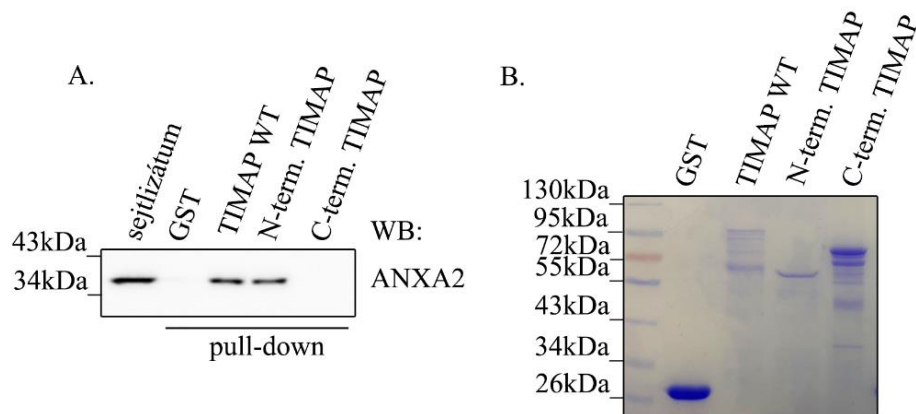 A.
sejtlizátum
GST
TIMAP WT
N-term. TIMAP
C-term. TIMAP
WB:
43kDa
34kDa
ANXA2
pull-down
B.
GST
TIMAP WT
N-term. TIMAP
C-term. TIMAP
130kDa
95kDa
72kDa
55kDa
43kDa
34kDa
26kDa